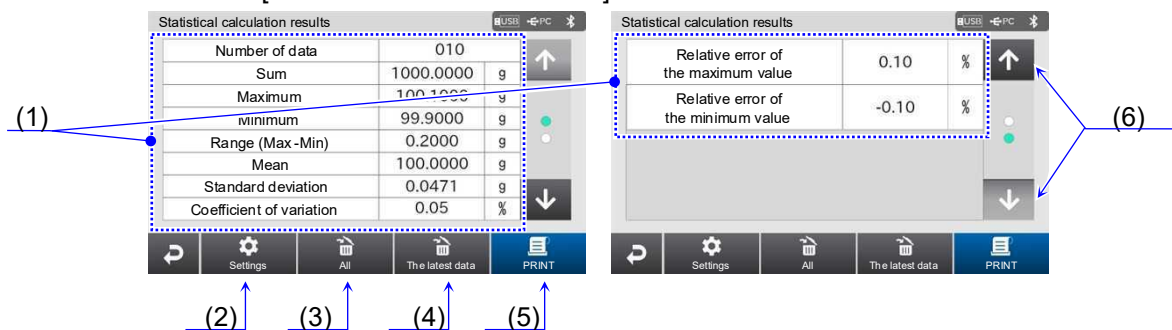 Statistical calculation results
USB PC
Number of data 010
Sum 1000.0000 g
Maximum 100.1000 g
Minimum 99.9000 g
Range (Max-Min) 0.2000 g
Mean 100.0000 g
Standard deviation 0.0471 g
Coefficient of variation 0.05 %
Settings All The latest data PRINT
Statistical calculation results
USB PC
Relative error of
the maximum value 0.10 %
Relative error of
the minimum value -0.10 %
Settings All The latest data PRINT
(1)
(6)
(2) (3) (4) (5)